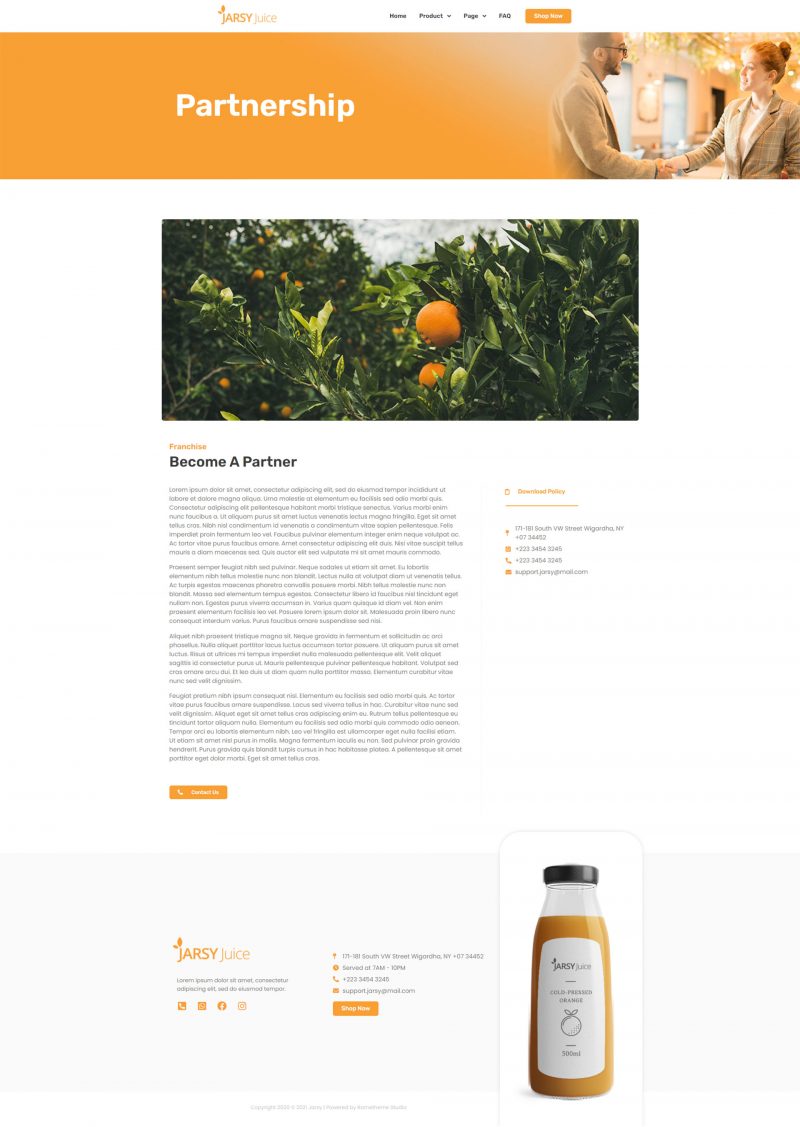 JARSY Juice
Home Product Page FAQ Shop Now
Partnership
Franchise
Become A Partner
Lorem ipsum dolor sit amet, consectetur adipiscing elit, sed do eiusmod tempor incididunt ut
labore et dolore magna aliqua. Urna molestie at elementum eu facilisis sed odio morbi quis.
Consectetur adipiscing elit pellentesque habitant morbi tristique senectus. Varius morbi enim
nunc faucibus a. Ut aliquam purus sit amet luctus venenatis lectus magna fringilla. Eget sit amet
tellus cras. Nibh nisl condimentum id venenatis a condimentum vitae sapien pellentesque. Felis
imperdiet proin fermentum leo vel. Faucibus pulvinar elementum integer enim neque volutpat ac.
Ac tortor vitae purus faucibus ornare. Amet consectetur adipiscing elit duis. Nisi vitae suscipit tellus
mauris a diam maecenas sed. Quis auctor elit sed vulputate mi sit amet mauris commodo.
Praesent semper feugiat nibh sed pulvinar. Neque sodales ut etiam sit amet. Eu lobortis
elementum nibh tellus molestie nunc non blandit. Lectus nulla at volutpat diam ut venenatis tellus.
Ac turpis egestas maecenas pharetra convallis posuere morbi. Nibh tellus molestie nunc non
blandit. Massa sed elementum tempus egestas. Consectetur libero id faucibus nisl tincidunt eget
nullam non. Egestas purus viverra accumsan in. Varius quam quisque id diam vel. Non enim
praesent elementum facilisis leo vel. Posuere lorem ipsum dolor sit. Malesuada proin libero nunc
consequat interdum varius. Purus faucibus ornare suspendisse sed nisi.
Aliquet nibh praesent tristique magna sit. Neque gravida in fermentum et sollicitudin ac orci
phasellus. Nulla aliquet porttitor lacus luctus accumsan tortor posuere. Ut aliquam purus sit amet
luctus. Risus at ultrices mi tempus imperdiet nulla malesuada pellentesque elit. Velit aliquet
sagittis id consectetur purus ut. Mauris pellentesque pulvinar pellentesque habitant. Volutpat sed
cras ornare arcu dui. Et leo duis ut diam quam nulla porttitor massa. Elementum curabitur vitae
nunc sed velit dignissim.
Feugiat pretium nibh ipsum consequat nisl. Elementum eu facilisis sed odio morbi quis. Ac tortor
vitae purus faucibus ornare suspendisse. Lacus sed viverra tellus in hac. Curabitur vitae nunc sed
velit dignissim. Aliquet eget sit amet tellus cras adipiscing enim eu. Rutrum tellus pellentesque eu
tincidunt tortor aliquam nulla. Elementum eu facilisis sed odio morbi quis commodo odio aenean.
Tempor orci eu lobortis elementum nibh. Leo vel fringilla est ullamcorper eget nulla facilisi etiam.
Ut etiam sit amet nisl purus in mollis. Magna fermentum iaculis eu non. Sed pulvinar proin gravida
hendrerit. Purus gravida quis blandit turpis cursus in hac habitasse platea. A pellentesque sit amet
porttitor eget dolor morbi. Eget sit amet tellus cras.
Contact Us
Download Policy
171-181 South VW Street Wigardha, NY
+07 34452
+223 3454 3245
+223 3454 3245
support.jarsy@mail.com
JARSY Juice
Lorem ipsum dolor sit amet, consectetur
adipiscing elit, sed do eiusmod tempor.
171-181 South VW Street Wigardha, NY +07 34452
Served at 7AM - 10PM
+223 3454 3245
support.jarsy@mail.com
Shop Now
JARSY Juice
COLD-PRESSED
ORANGE
500ml
Copyright 2020 © 2021 Jarsy | Powered by Rometheme Studio